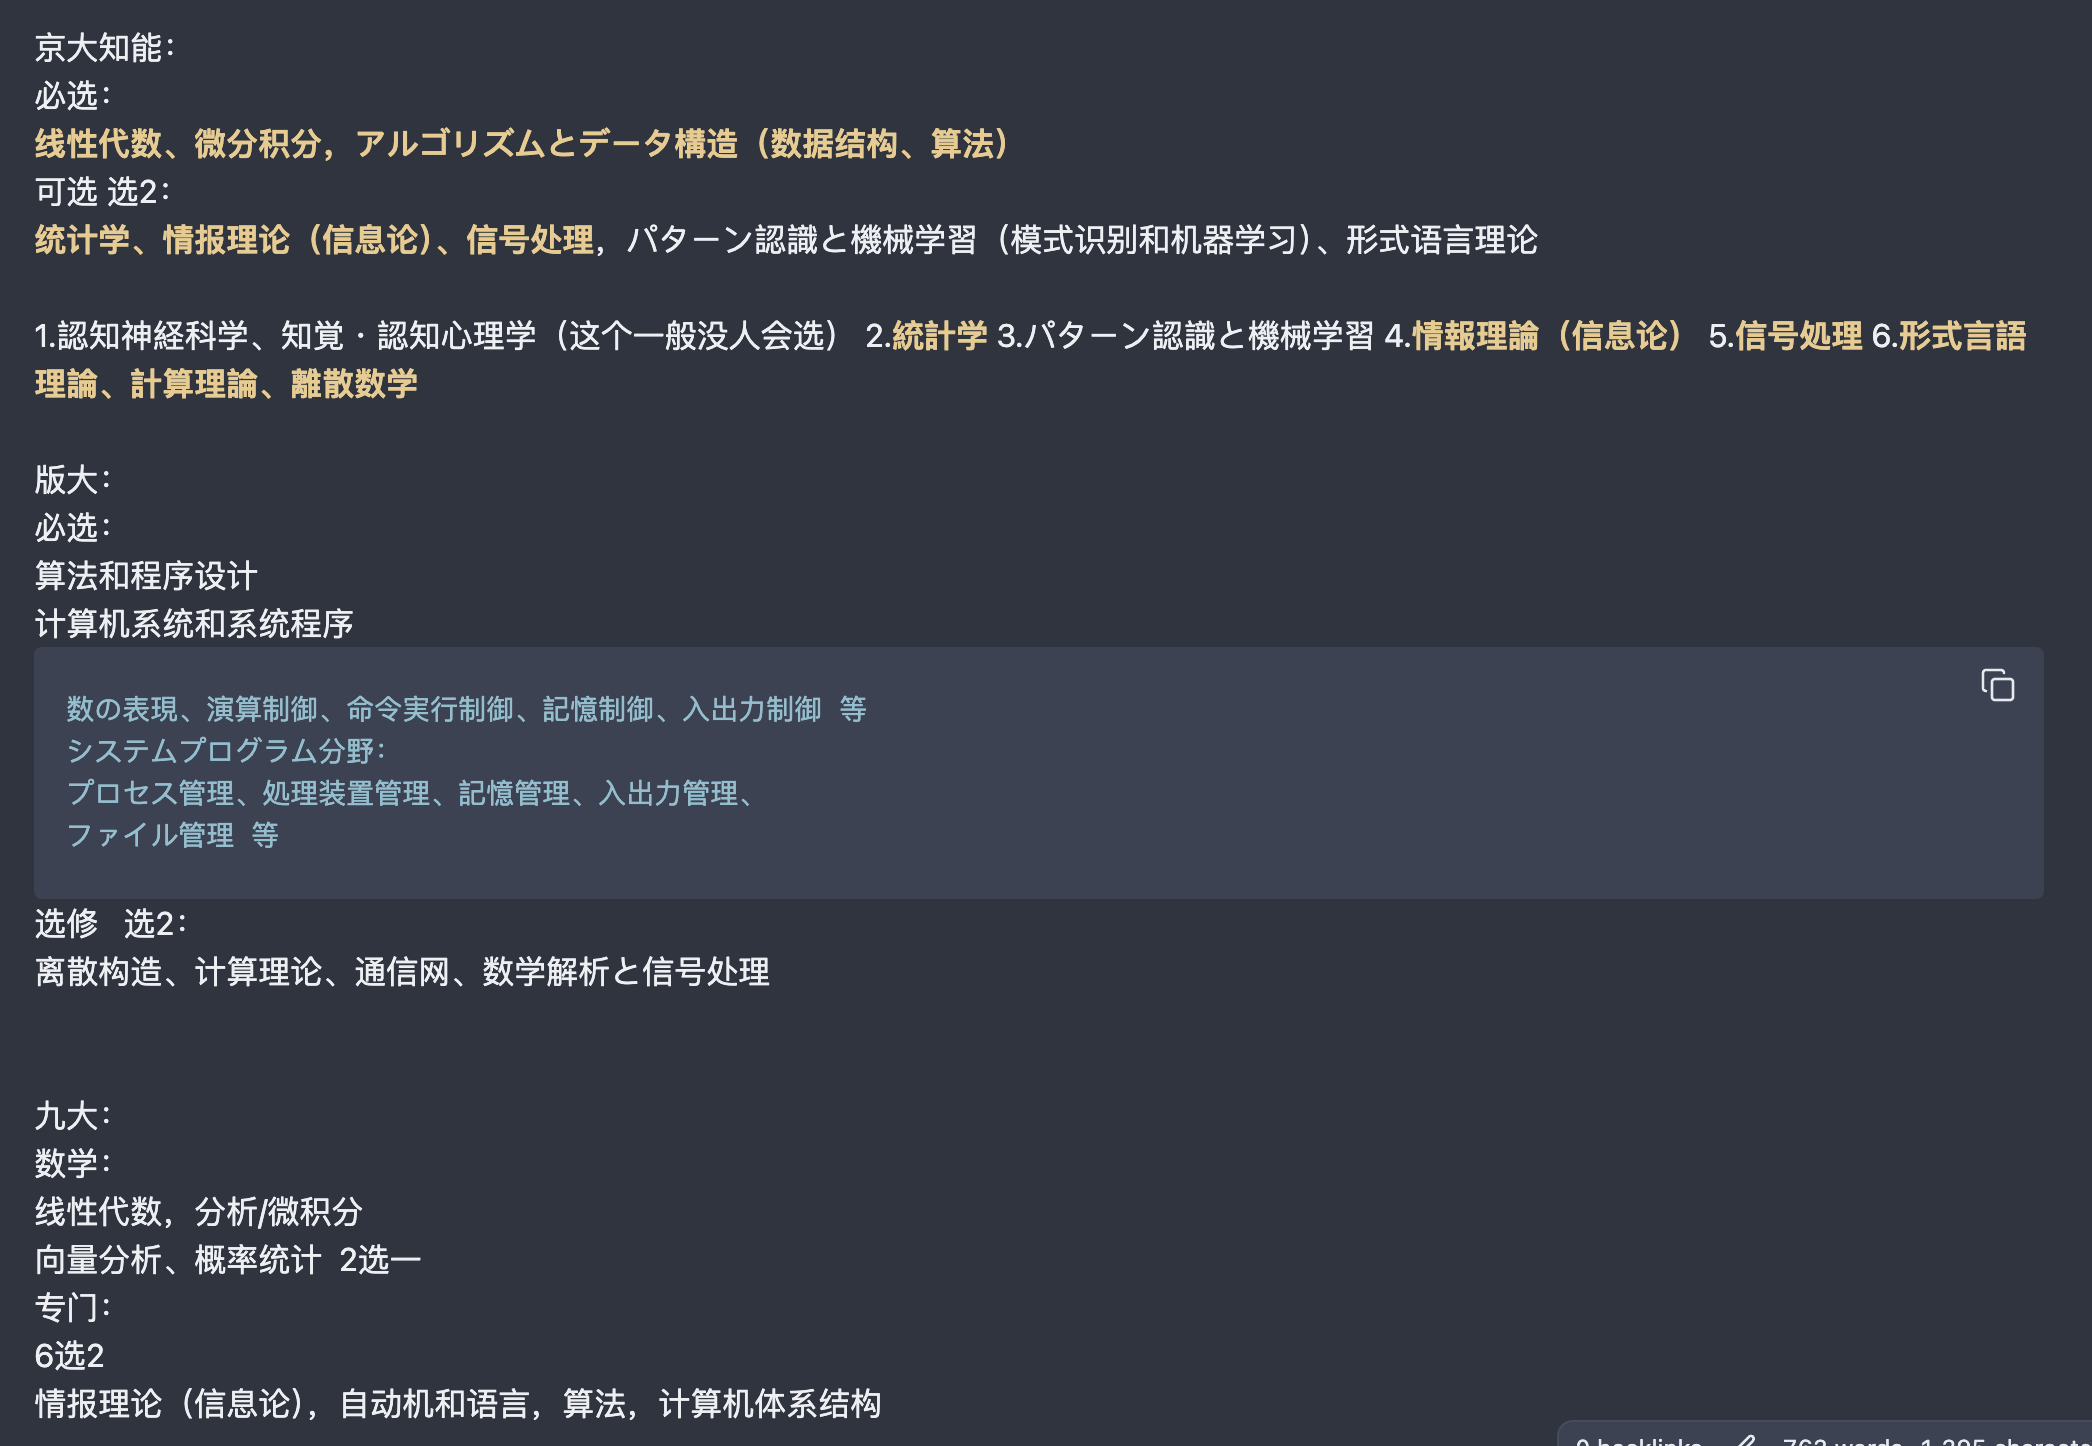 京大知能：
必选：
线性代数、微分积分，アルゴリズムとデータ構造（数据结构、算法）
可选 选2：
统计学、情报理论（信息论）、信号处理，パターン認識と機械学習（模式识别和机器学习）、形式语言理论
1.認知神経科学、知覚・認知心理学（这个一般没人会选） 2.統計学 3.パターン認識と機械学習 4.情報理論（信息论） 5.信号処理 6.形式言語
理論、計算理論、離散数学
版大：
必选：
算法和程序设计
计算机系统和系统程序
数の表現、演算制御、命令実行制御、記憶制御、入出力制御 等
システムプログラム分野：
プロセス管理、処理装置管理、記憶管理、入出力管理、
ファイル管理 等
选修 选2：
离散构造、计算理论、通信网、数学解析と信号处理
九大：
数学：
线性代数，分析/微积分
向量分析、概率统计 2选一
专门：
6选2
情报理论（信息论），自动机和语言，算法，计算机体系结构
0 backlinks 763 words